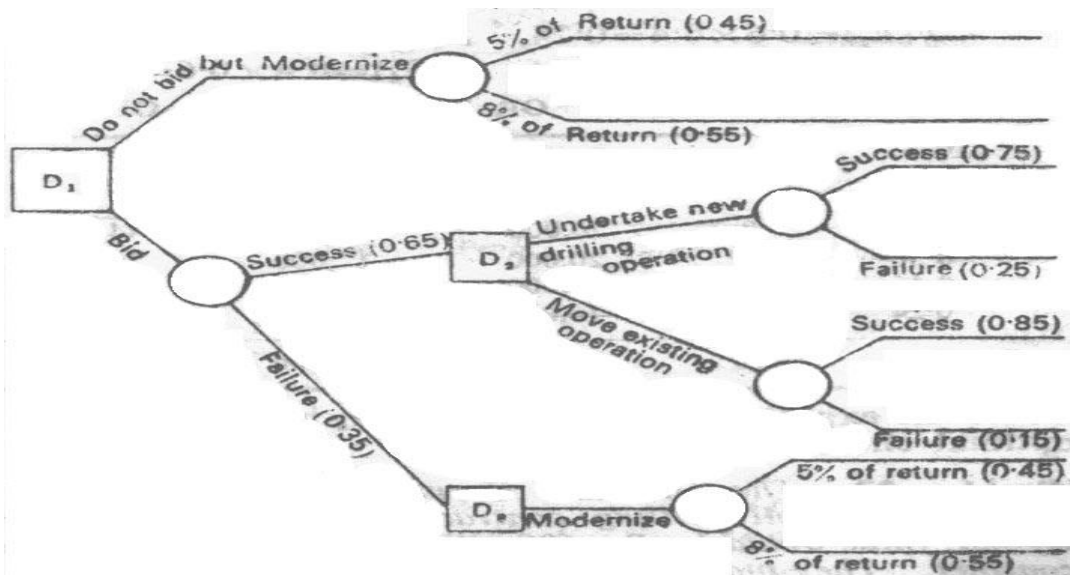 5% of Return (0·45)
Do not bid but Modernize
8% of Return (0·55)
D₁
Success (0·75)
Undertake new
drilling
operation
Bid
Success (0·65)
D₂
Failure (0·25)
Move existing
operation
Success (0·85)
Failure (0·35)
Failure (0·15)
5% of return (0·45)
Modernize
8% of return (0·55)